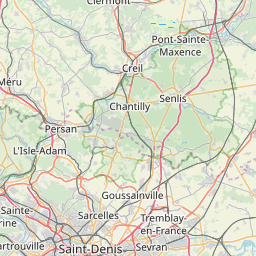 Clermont
Pont-Sainte-
Maxence
Creil
Méru
Chantilly
Senlis
Persan
L'Isle-Adam
Goussainville
Sainte-
Sarcelles
Tremblay-
en-France
Saint-Denis
Sevran